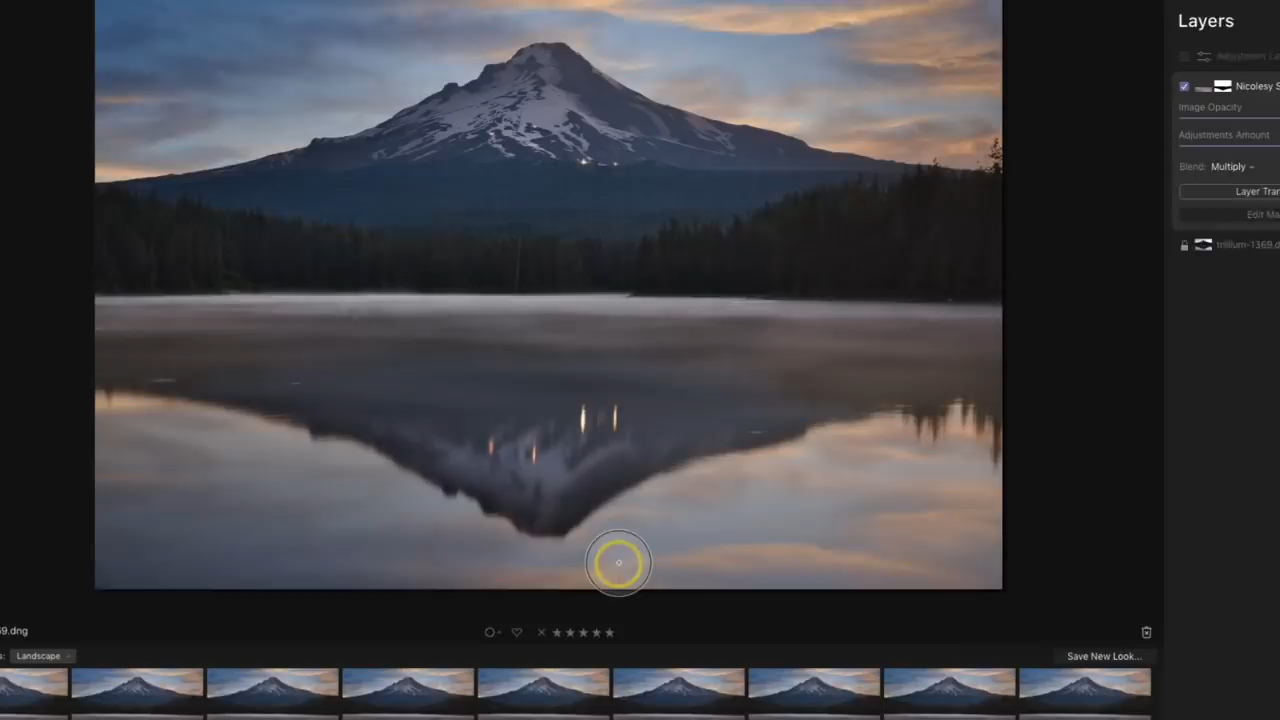 Layers
Nicolesy S
Image Opacity
Adjustments Amount
Blend: Multiply
Layer Tran
Edit Ma
trillium-1369.d
69.dng
s: Landscape
Save New Look...